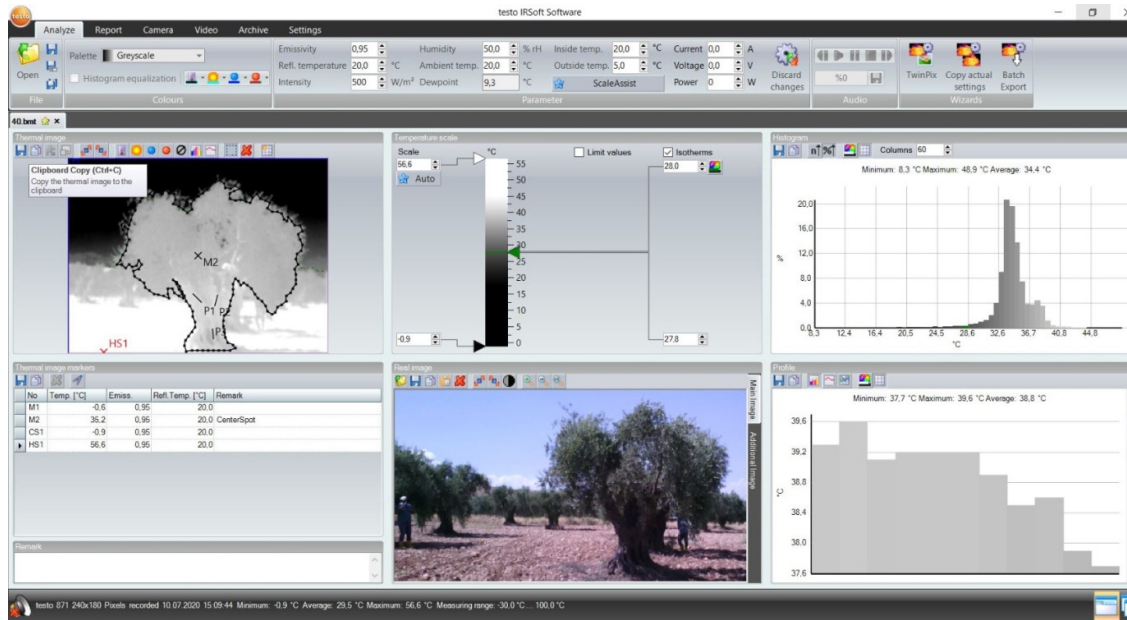 testo
testo IRSoft Software
Analyze Report Camera Video Archive Settings
Open
File
Palette Greyscale
Histogram equalization
Colours
Emissivity 0,95 Humidity 50,0 % rH Inside temp. 20,0 °C Current 0,0 A
Refl. temperature 20,0 °C Ambient temp. 20,0 °C Outside temp. 5,0 °C Voltage 0,0 V
Intensity 500 W/m² Dewpoint 9,3 °C ScaleAssist Power 0 W
Parameter
Discard changes
%0
Audio
TwinPix Copy actual settings Batch Export
Wizards
40.bmt
Thermal image
Clipboard Copy (Ctrl+C)
Copy the thermal image to the
clipboard
M2
P1 P2
P3
HS1
Temperature scale
Scale °C Limit values Isotherms
56,6
28,0
Auto
55
50
45
40
30
25
20
15
10
5
0
-0,9
27,8
Histogram
Columns 60
Minimum: 8,3 °C Maximum: 48,9 °C Average: 34,4 °C
20,0
16,0
12,0
8,0
4,0
0,0
%
8,3 12,4 16,4 20,5 24,5 28,6 32,6 36,7 40,8 44,8
°C
Thermal image markers
No Temp. [°C] Emiss. Refl.Temp. [°C] Remark
M1 -0,6 0,95 20,0
M2 35,2 0,95 20,0 CenterSpot
CS1 -0,9 0,95 20,0
HS1 56,6 0,95 20,0
Remark
Real image
Main Image
Additional Image
Profile
Minimum: 37,7 °C Maximum: 39,6 °C Average: 38,8 °C
39,6
39,2
38,8
38,4
38,0
37,6
°C
testo 871 240x180 Pixels recorded 10.07.2020 15:09:44 Minimum: -0,9 °C Average: 29,5 °C Maximum: 56,6 °C Measuring range: -30,0 °C ... 100,0 °C